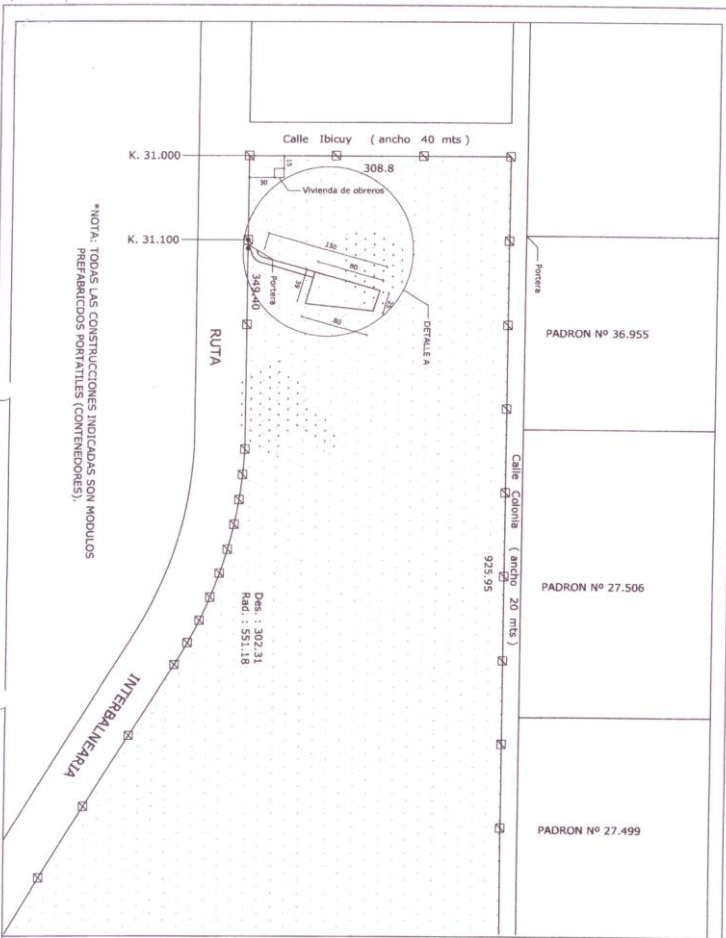 Calle Ibicuy ( ancho 40 mts )
308.8
K. 31.000
15
30
Vivienda de obreros
K. 31.100
150
80
39
80
Portera
349.40
DETALLE A
Portera
PADRON Nº 36.955
RUTA
Calle Colonia ( ancho 20 mts )
925.95
PADRON Nº 27.506
Des. : 302.31
Rad. : 551.18
INTERBALNEARIA
PADRON Nº 27.499
*NOTA: TODAS LAS CONSTRUCCIONES INDICADAS SON MODULOS
PREFABRICDOS PORTATILES (CONTENEDORES).